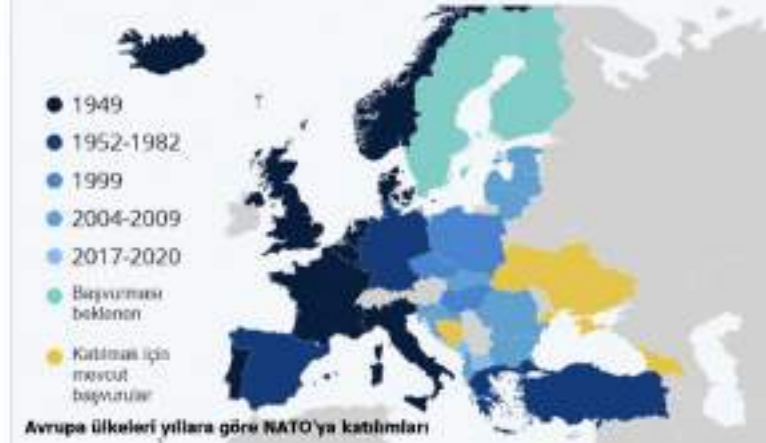 1949
1952-1982
1999
2004-2009
2017-2020
Başvurması
beklenen
Katılmak için
mevcut
başvurular
Avrupa ülkeleri yıllara göre NATO'ya katılımları